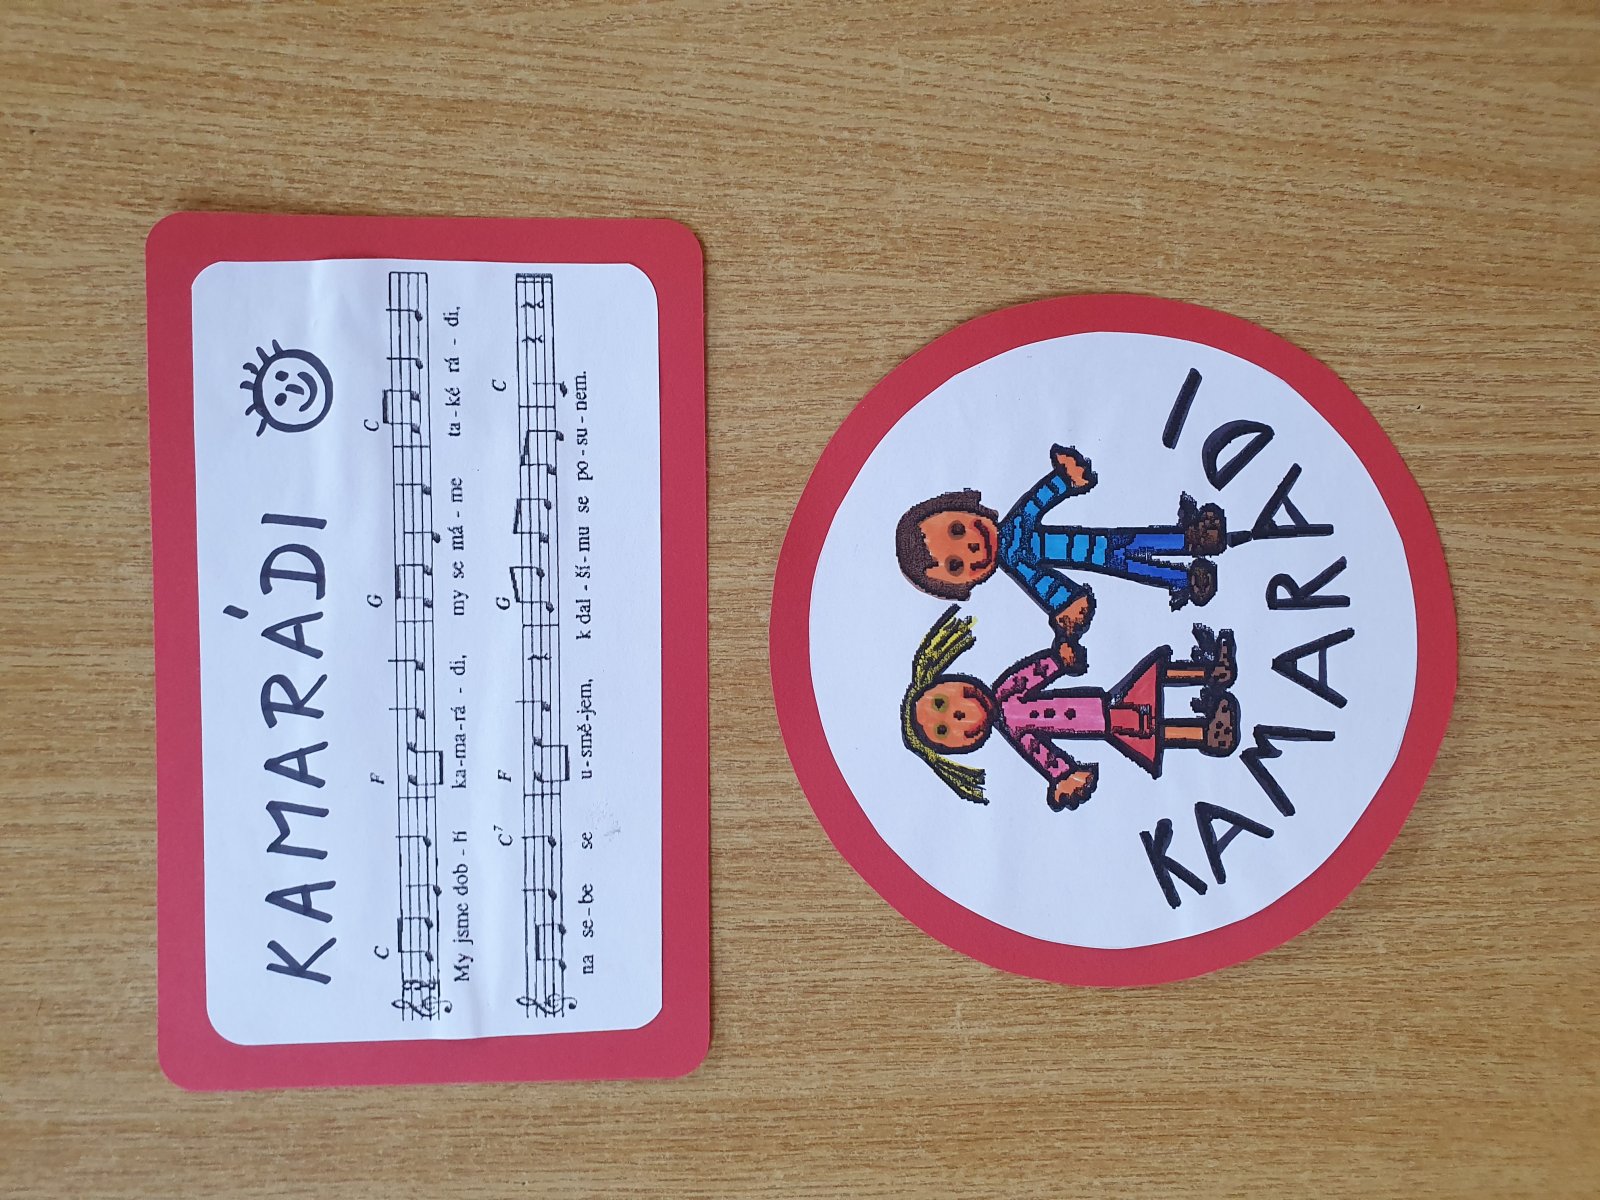 KAMARÁDI
C F G C
My jsme dob - ří ka - ma - rá - di, my se má - me ta - ké rá - di,
C7 F G C
na se - be se u - smě - jem, k dal - ší - mu se po - su - nem.
KAMARÁDI